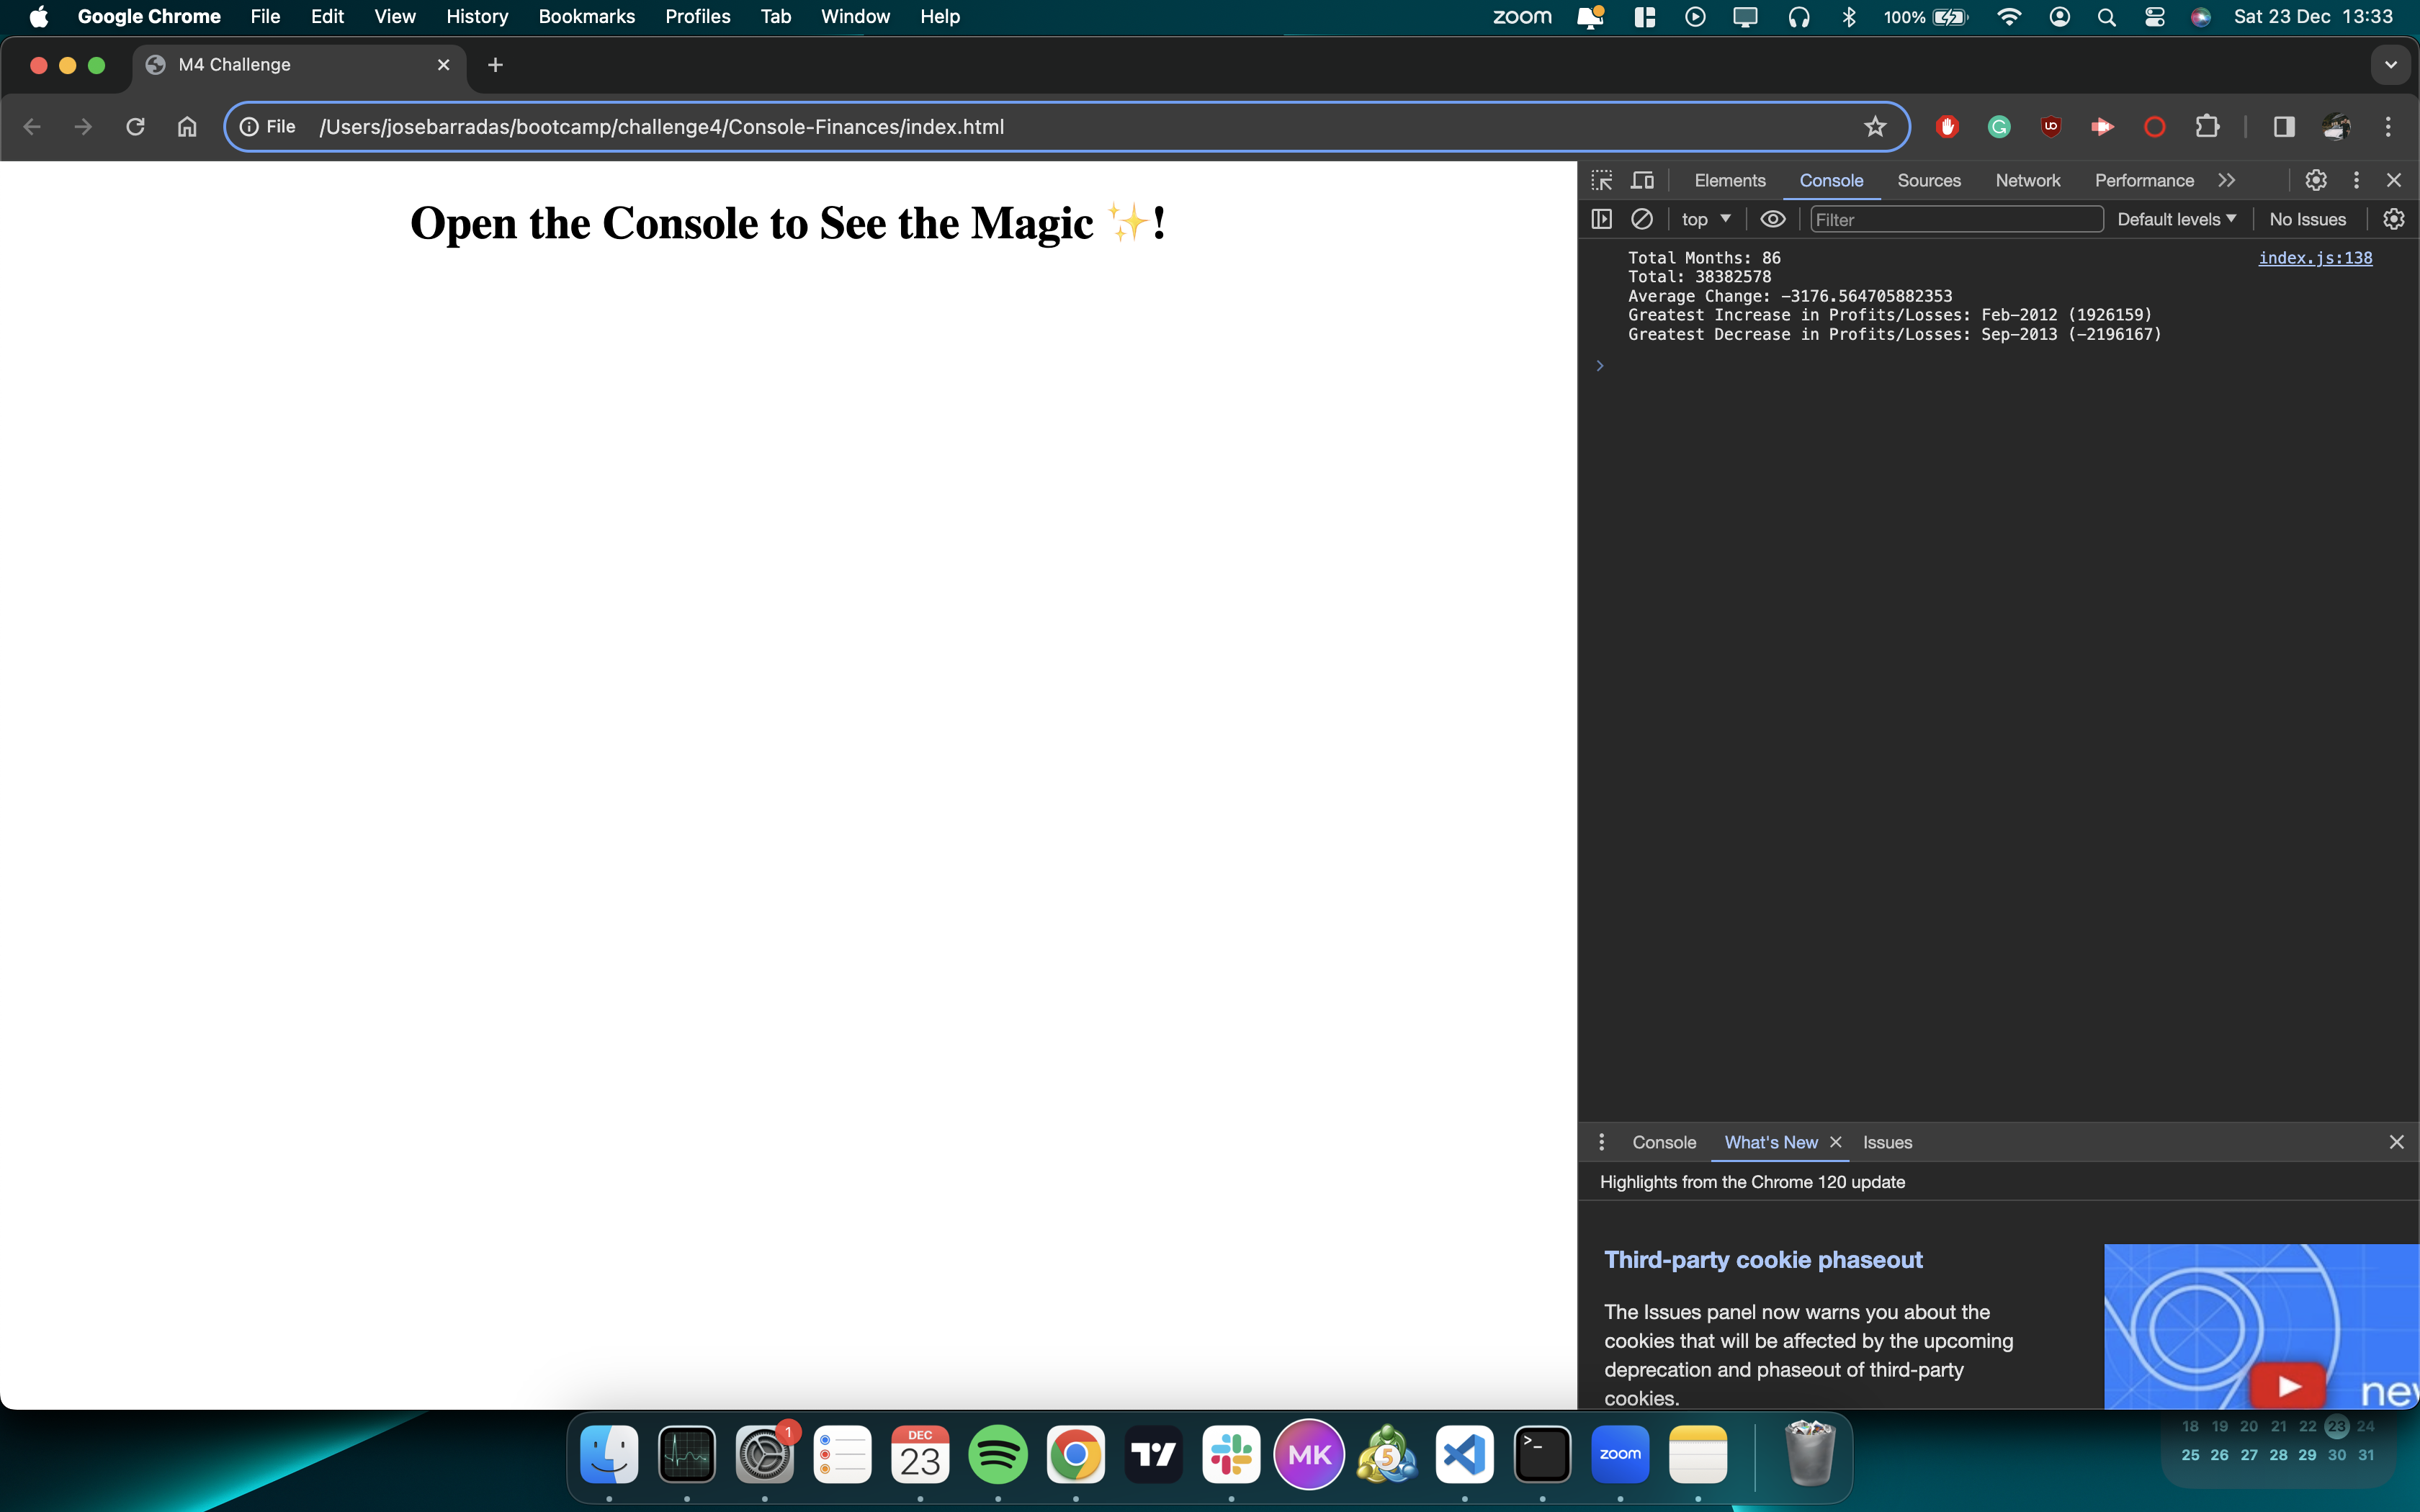 Google Chrome File Edit View History Bookmarks Profiles Tab Window Help zoom 100% Sat 23 Dec 13:33
M4 Challenge
File /Users/josebarradas/bootcamp/challenge4/Console-Finances/index.html
Open the Console to See the Magic ✨!
Elements Console Sources Network Performance
top Filter Default levels No Issues
Total Months: 86 index.js:138
Total: 38382578
Average Change: -3176.564705882353
Greatest Increase in Profits/Losses: Feb-2012 (1926159)
Greatest Decrease in Profits/Losses: Sep-2013 (-2196167)
Console What's New Issues
Highlights from the Chrome 120 update
Third-party cookie phaseout
The Issues panel now warns you about the
cookies that will be affected by the upcoming
deprecation and phaseout of third-party
cookies.
new
18 19 20 21 22 23 24
25 26 27 28 29 30 31
1
DEC
23
MK
5
zoom